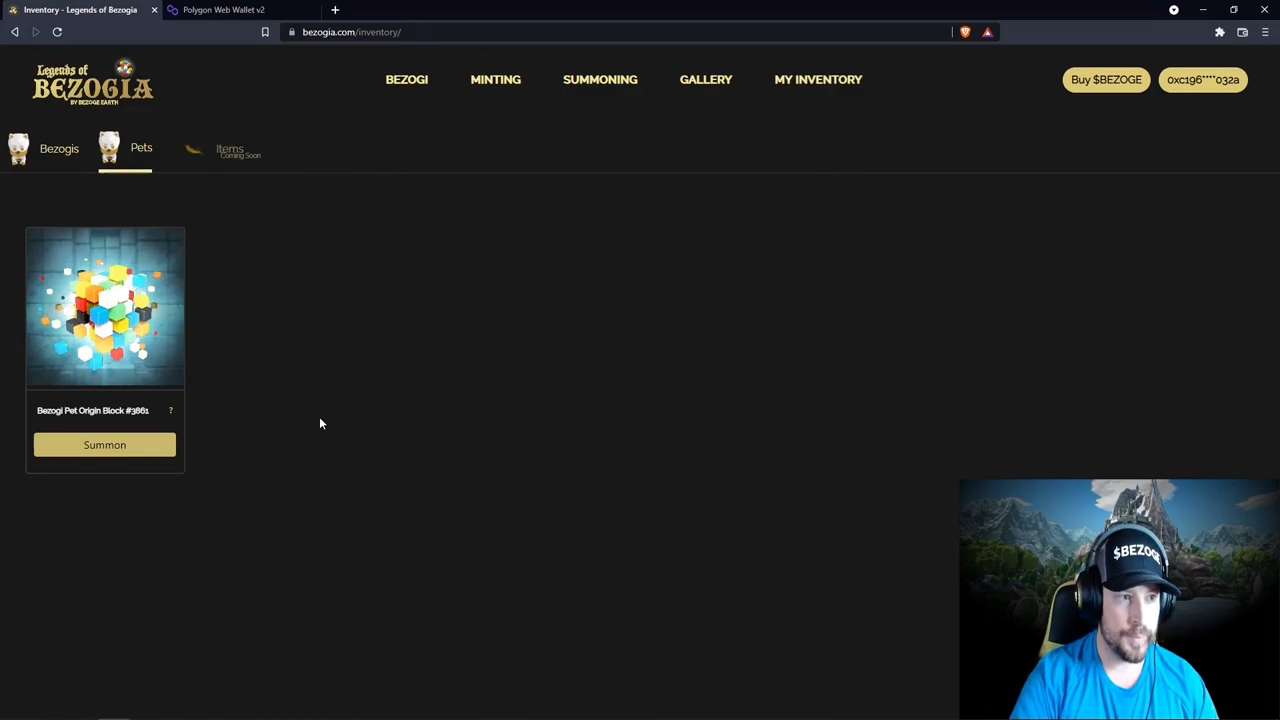 Inventory - Legends of Bezogia
Polygon Web Wallet v2
bezogia.com/inventory/
Legends of
BEZOGIA
BY BEZOGE EARTH
BEZOGI
MINTING
SUMMONING
GALLERY
MY INVENTORY
Buy $BEZOGE
0xc196****032a
Bezogis
Pets
Items
Coming Soon
Bezogi Pet Origin Block #3861
?
Summon
$BEZOGE